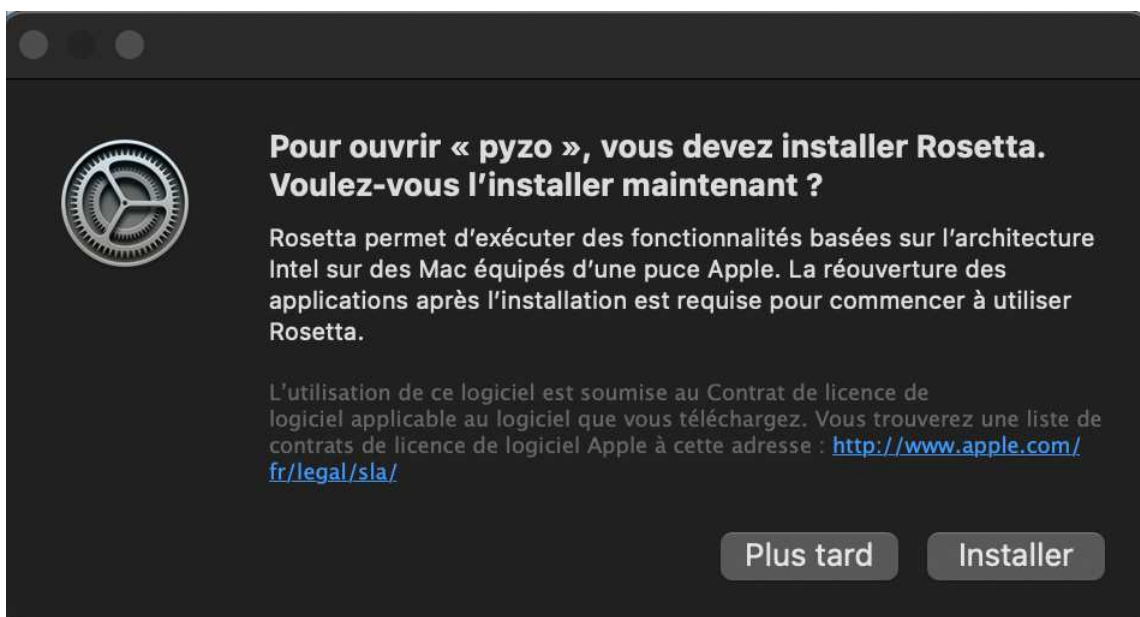 Pour ouvrir « pyzo », vous devez installer Rosetta.
Voulez-vous l’installer maintenant ?
Rosetta permet d’exécuter des fonctionnalités basées sur l’architecture
Intel sur des Mac équipés d’une puce Apple. La réouverture des
applications après l’installation est requise pour commencer à utiliser
Rosetta.
L’utilisation de ce logiciel est soumise au Contrat de licence de
logiciel applicable au logiciel que vous téléchargez. Vous trouverez une liste de
contrats de licence de logiciel Apple à cette adresse : http://www.apple.com/
fr/legal/sla/
Plus tard
Installer